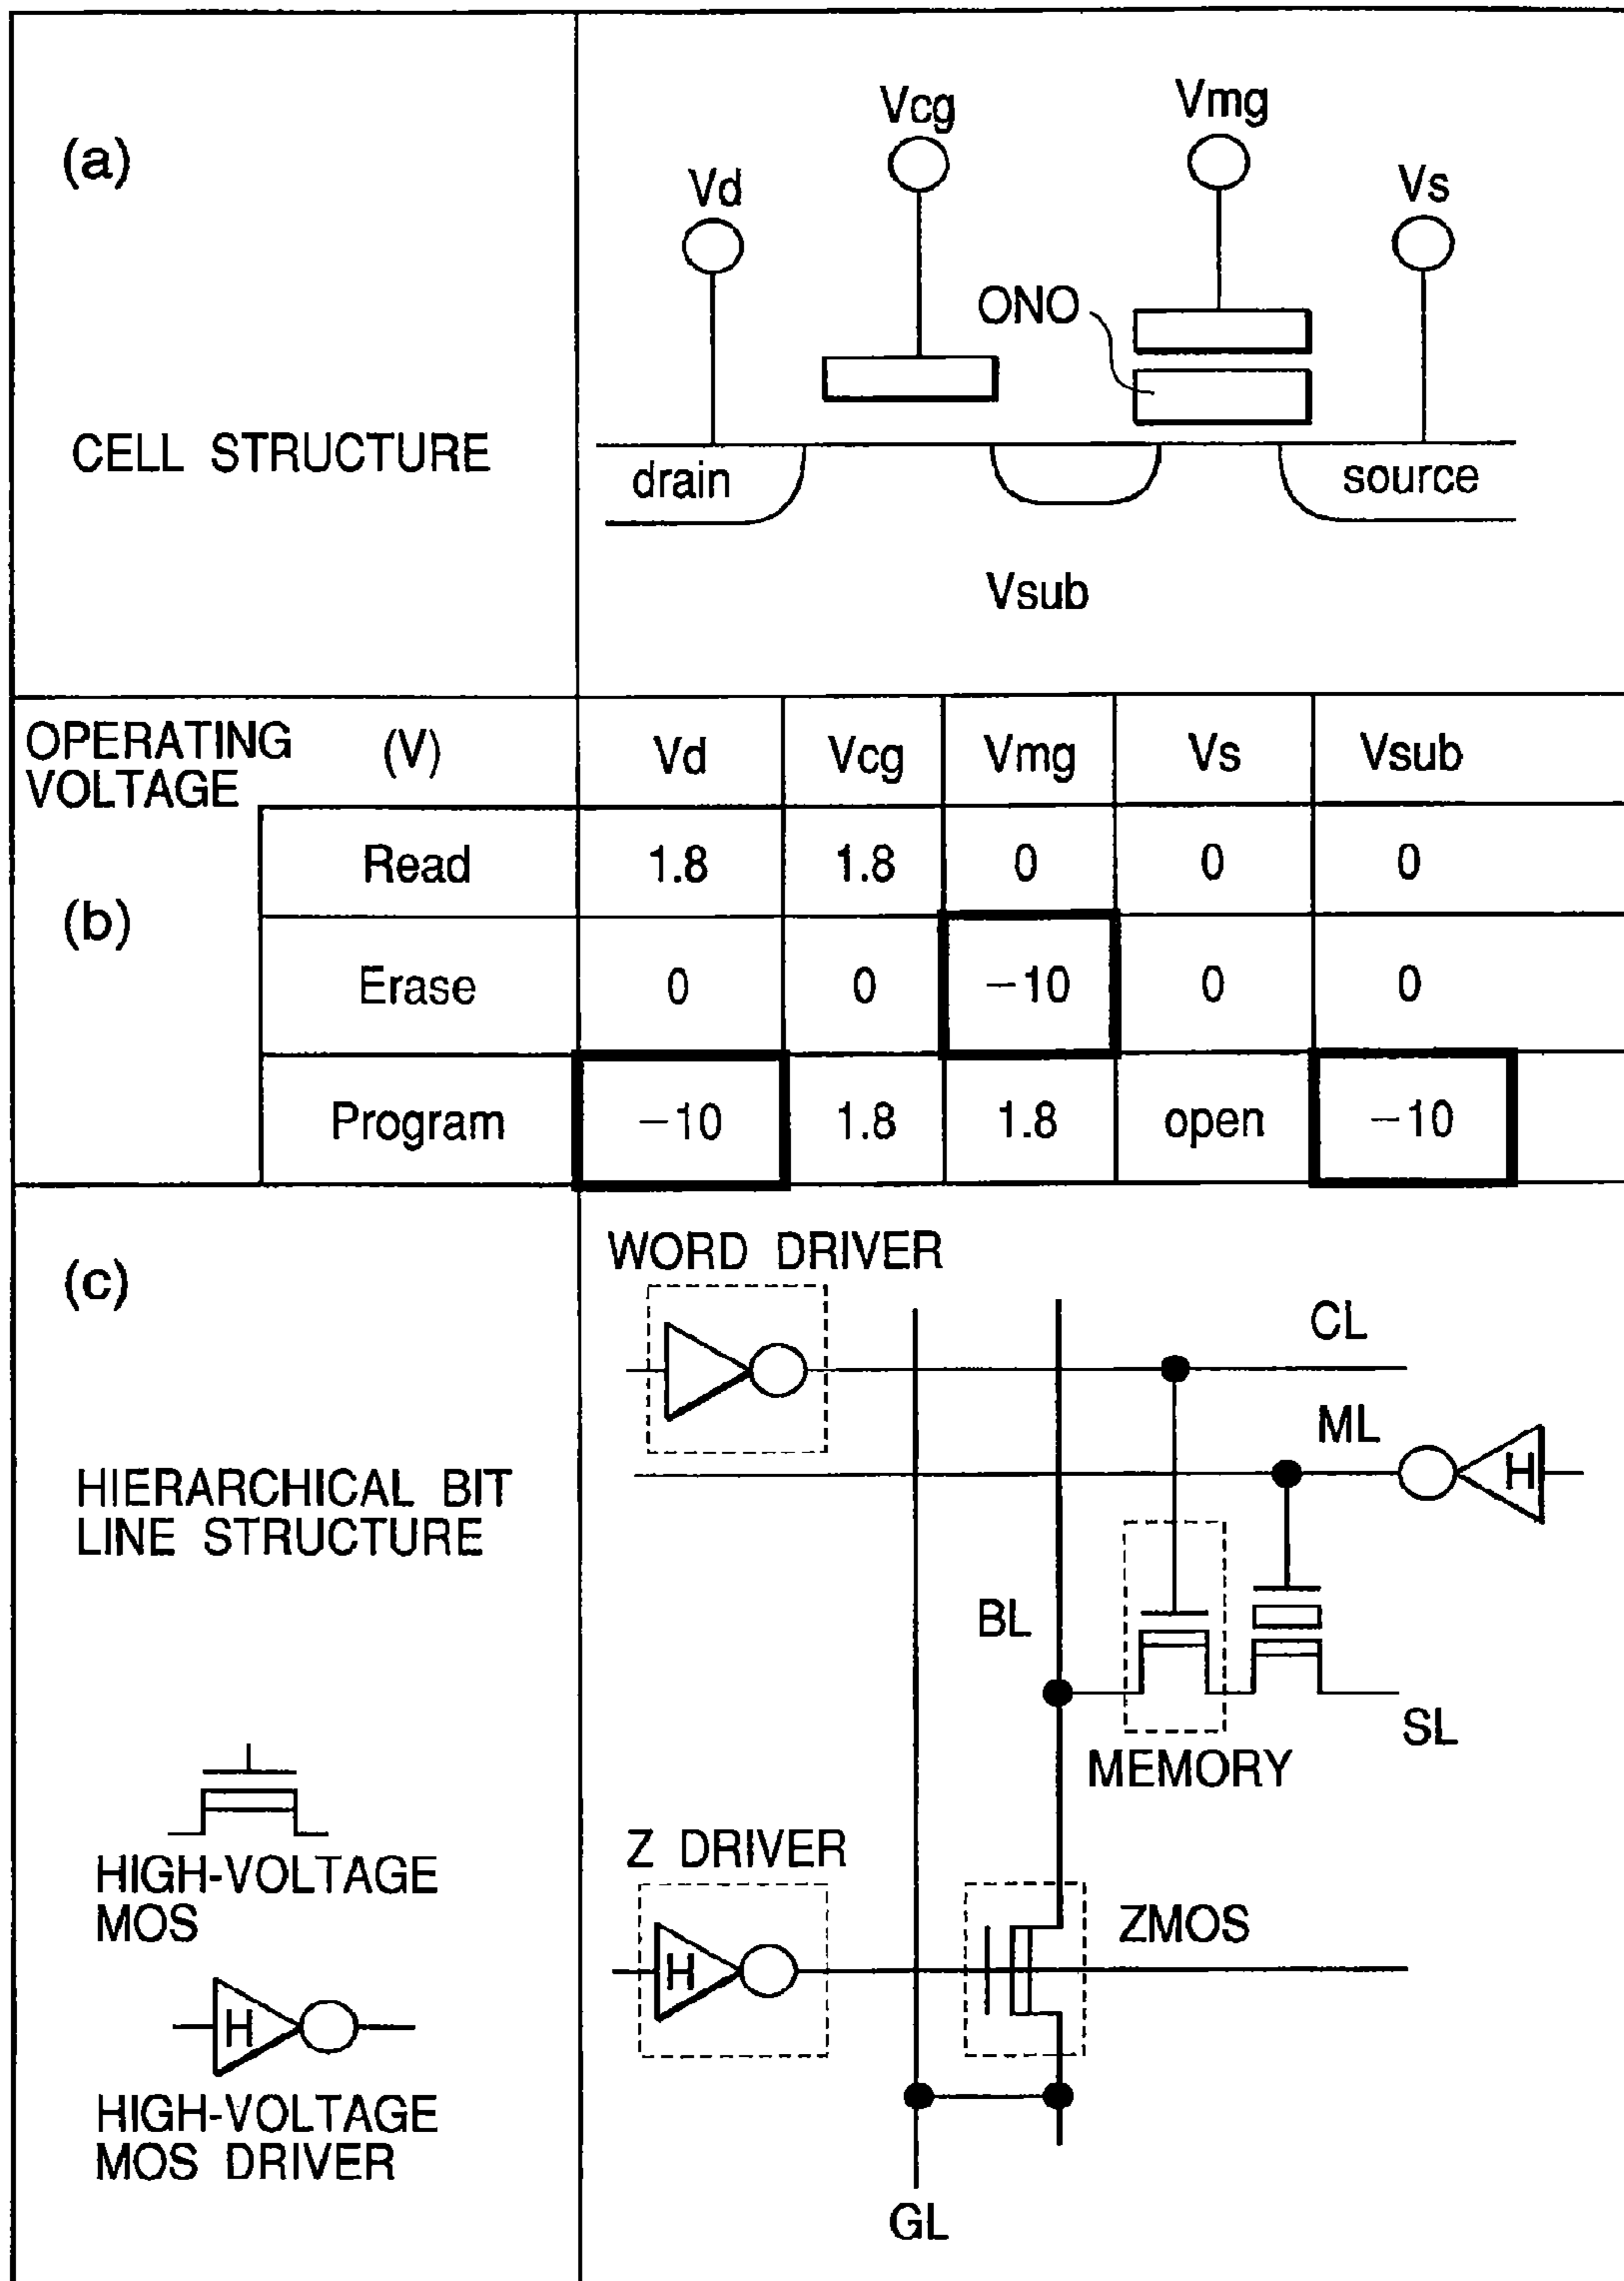 (a)
CELL STRUCTURE
Vd
Vcg
Vmg
Vs
ONO
drain
source
Vsub
OPERATING VOLTAGE (V) Vd Vcg Vmg Vs Vsub
(b)
Read 1.8 1.8 0 0 0
Erase 0 0 −10 0 0
Program −10 1.8 1.8 open −10
(c)
HIERARCHICAL BIT
LINE STRUCTURE
HIGH-VOLTAGE
MOS
H
HIGH-VOLTAGE
MOS DRIVER
WORD DRIVER
CL
ML
H
BL
SL
MEMORY
Z DRIVER
H
ZMOS
GL